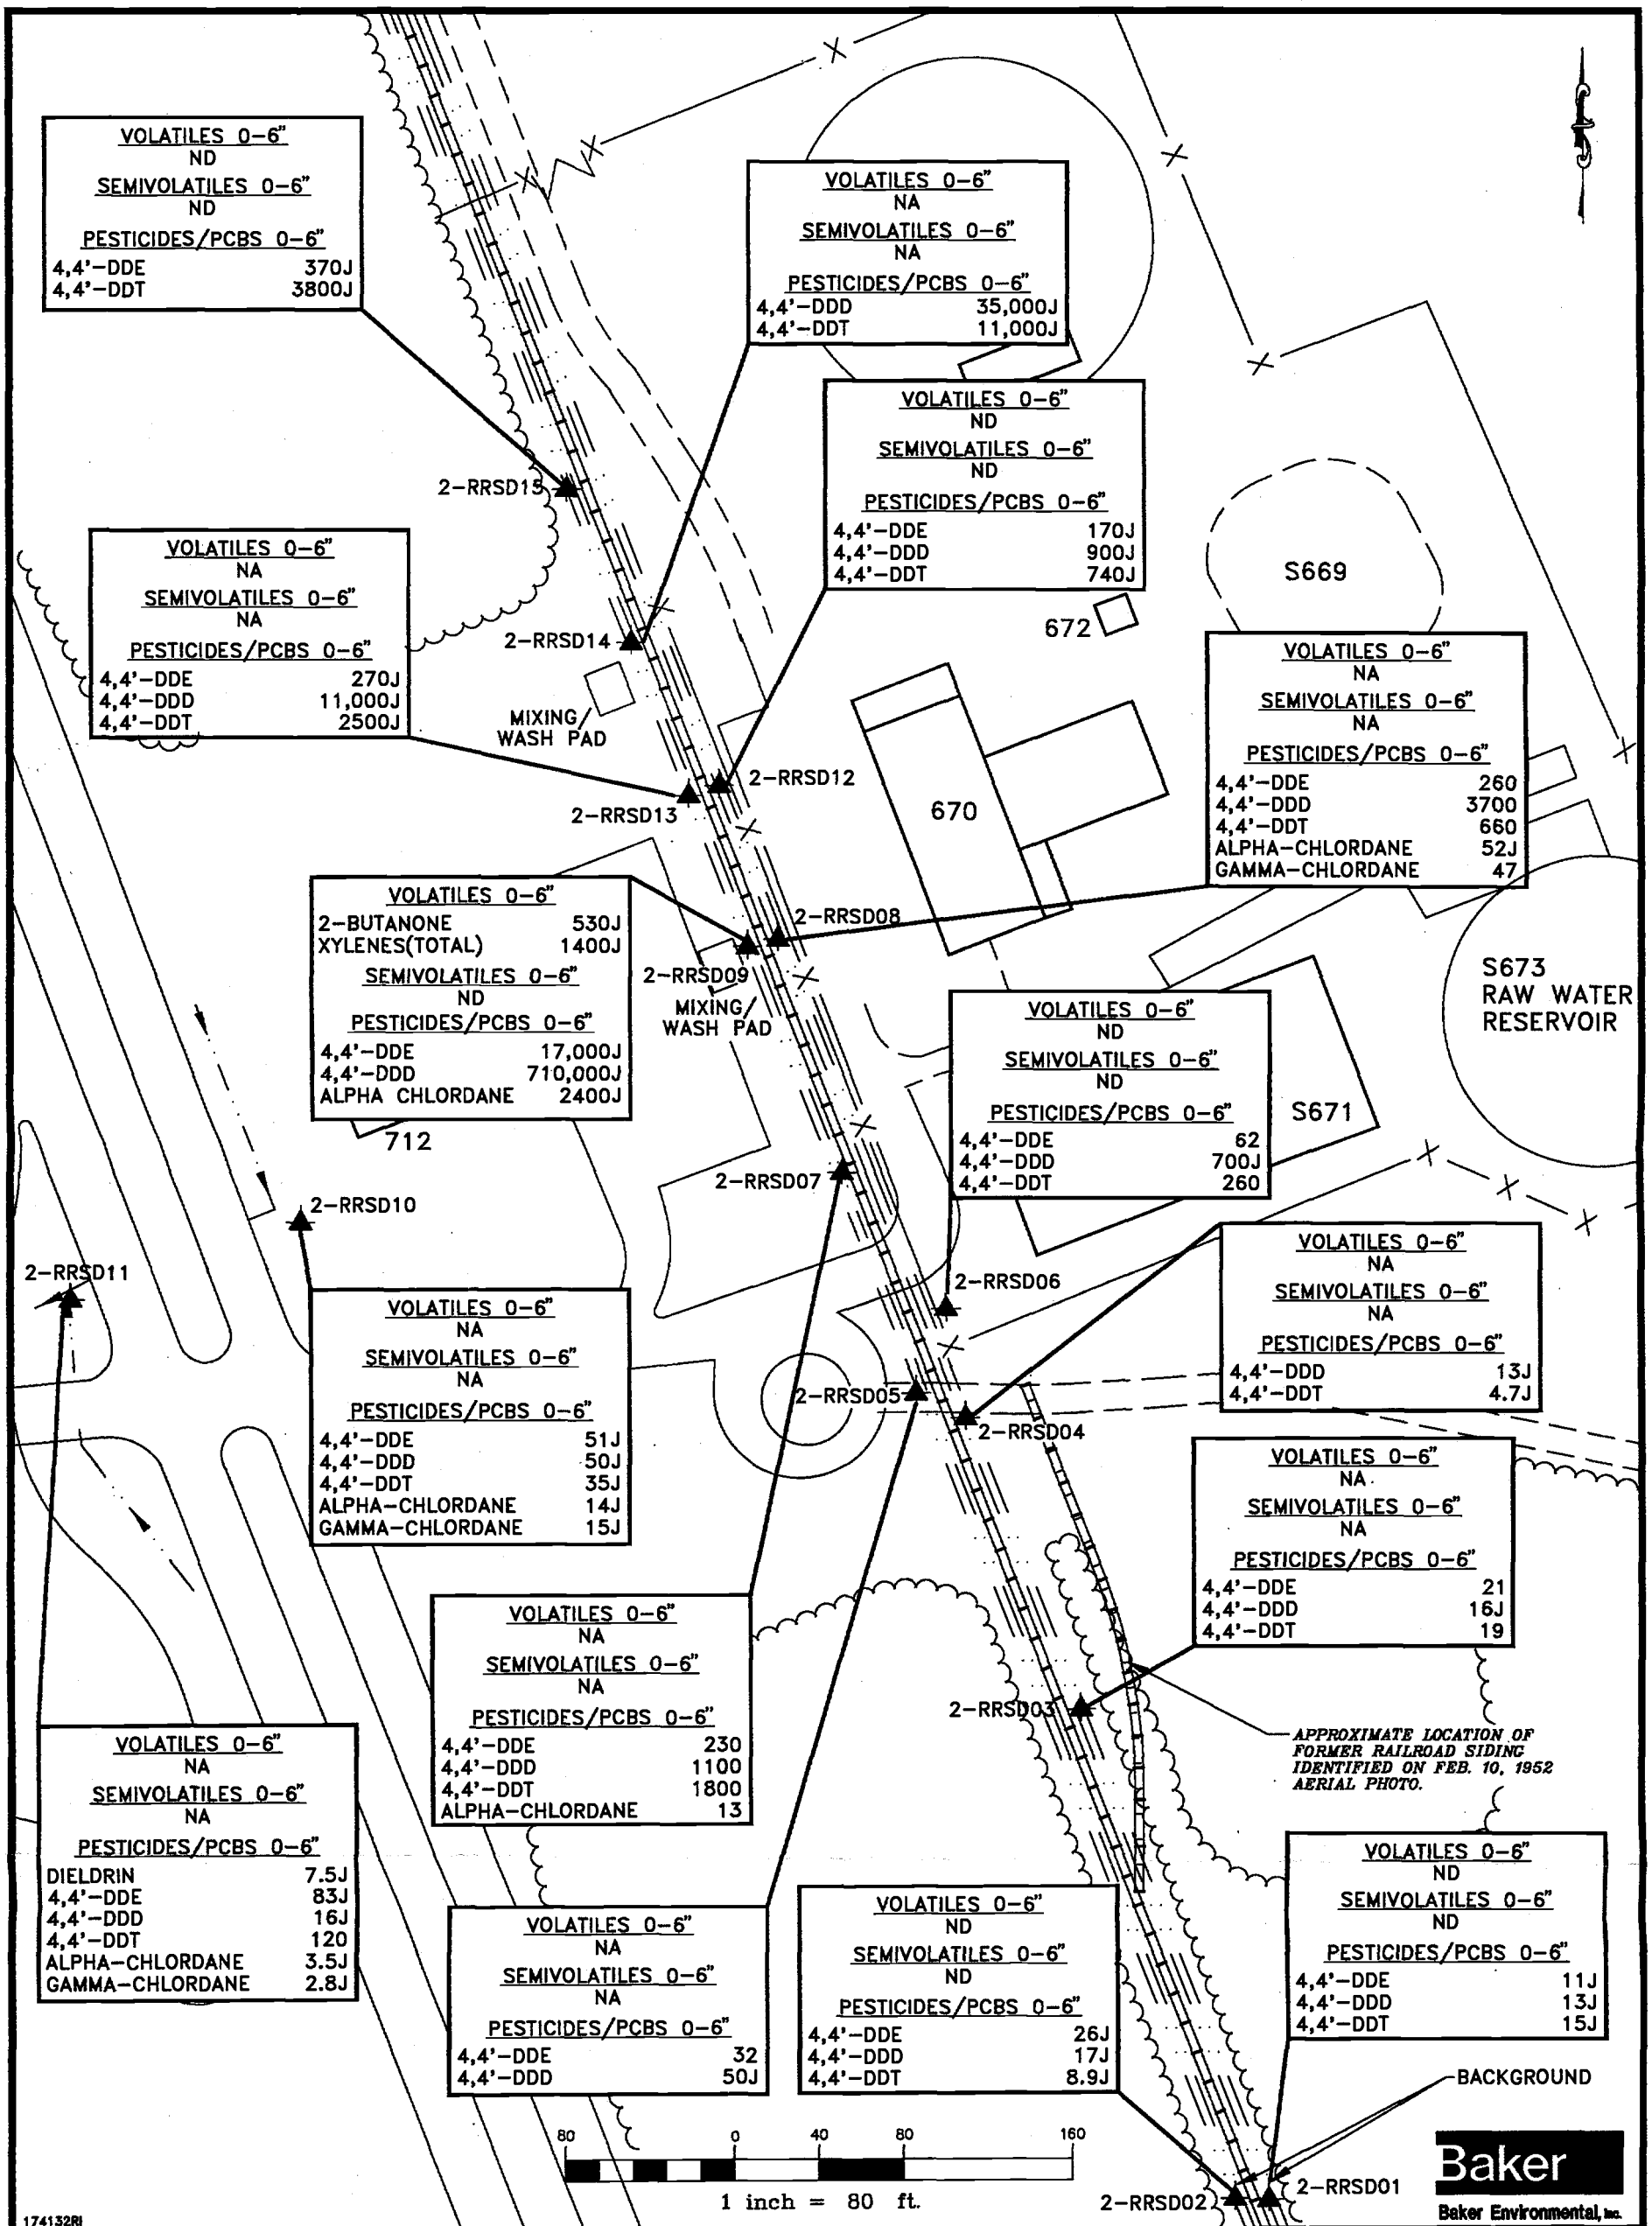 VOLATILES 0-6"
ND
SEMIVOLATILES 0-6"
ND
PESTICIDES/PCBS 0-6"
4,4'-DDE 370J
4,4'-DDT 3800J
VOLATILES 0-6"
NA
SEMIVOLATILES 0-6"
NA
PESTICIDES/PCBS 0-6"
4,4'-DDD 35,000J
4,4'-DDT 11,000J
VOLATILES 0-6"
ND
SEMIVOLATILES 0-6"
ND
PESTICIDES/PCBS 0-6"
4,4'-DDE 170J
4,4'-DDD 900J
4,4'-DDT 740J
2-RRSD15
VOLATILES 0-6"
NA
SEMIVOLATILES 0-6"
NA
PESTICIDES/PCBS 0-6"
4,4'-DDE 270J
4,4'-DDD 11,000J
4,4'-DDT 2500J
S669
672
2-RRSD14
MIXING/
WASH PAD
VOLATILES 0-6"
NA
SEMIVOLATILES 0-6"
NA
PESTICIDES/PCBS 0-6"
4,4'-DDE 260
4,4'-DDD 3700
4,4'-DDT 660
ALPHA-CHLORDANE 52J
GAMMA-CHLORDANE 47
2-RRSD12
2-RRSD13
670
VOLATILES 0-6"
2-BUTANONE 530J
XYLENES(TOTAL) 1400J
SEMIVOLATILES 0-6"
ND
PESTICIDES/PCBS 0-6"
4,4'-DDE 17,000J
4,4'-DDD 710,000J
ALPHA CHLORDANE 2400J
2-RRSD08
2-RRSD09
MIXING/
WASH PAD
S673
RAW WATER
RESERVOIR
VOLATILES 0-6"
ND
SEMIVOLATILES 0-6"
ND
PESTICIDES/PCBS 0-6"
4,4'-DDE 62
4,4'-DDD 700J
4,4'-DDT 260
S671
712
2-RRSD07
2-RRSD10
2-RRSD11
2-RRSD06
VOLATILES 0-6"
NA
SEMIVOLATILES 0-6"
NA
PESTICIDES/PCBS 0-6"
4,4'-DDD 13J
4,4'-DDT 4.7J
VOLATILES 0-6"
NA
SEMIVOLATILES 0-6"
NA
PESTICIDES/PCBS 0-6"
4,4'-DDE 51J
4,4'-DDD 50J
4,4'-DDT 35J
ALPHA-CHLORDANE 14J
GAMMA-CHLORDANE 15J
2-RRSD05
2-RRSD04
VOLATILES 0-6"
NA
SEMIVOLATILES 0-6"
NA
PESTICIDES/PCBS 0-6"
4,4'-DDE 21
4,4'-DDD 16J
4,4'-DDT 19
VOLATILES 0-6"
NA
SEMIVOLATILES 0-6"
NA
PESTICIDES/PCBS 0-6"
4,4'-DDE 230
4,4'-DDD 1100
4,4'-DDT 1800
ALPHA-CHLORDANE 13
2-RRSD03
APPROXIMATE LOCATION OF
FORMER RAILROAD SIDING
IDENTIFIED ON FEB. 10, 1952
AERIAL PHOTO.
VOLATILES 0-6"
NA
SEMIVOLATILES 0-6"
NA
PESTICIDES/PCBS 0-6"
DIELDRIN 7.5J
4,4'-DDE 83J
4,4'-DDD 16J
4,4'-DDT 120
ALPHA-CHLORDANE 3.5J
GAMMA-CHLORDANE 2.8J
VOLATILES 0-6"
NA
SEMIVOLATILES 0-6"
NA
PESTICIDES/PCBS 0-6"
4,4'-DDE 32
4,4'-DDD 50J
VOLATILES 0-6"
ND
SEMIVOLATILES 0-6"
ND
PESTICIDES/PCBS 0-6"
4,4'-DDE 26J
4,4'-DDD 17J
4,4'-DDT 8.9J
VOLATILES 0-6"
ND
SEMIVOLATILES 0-6"
ND
PESTICIDES/PCBS 0-6"
4,4'-DDE 11J
4,4'-DDD 13J
4,4'-DDT 15J
BACKGROUND
80 0 40 80 160
1 inch = 80 ft.
2-RRSD02
2-RRSD01
Baker
Baker Environmental, Inc.
174132RI